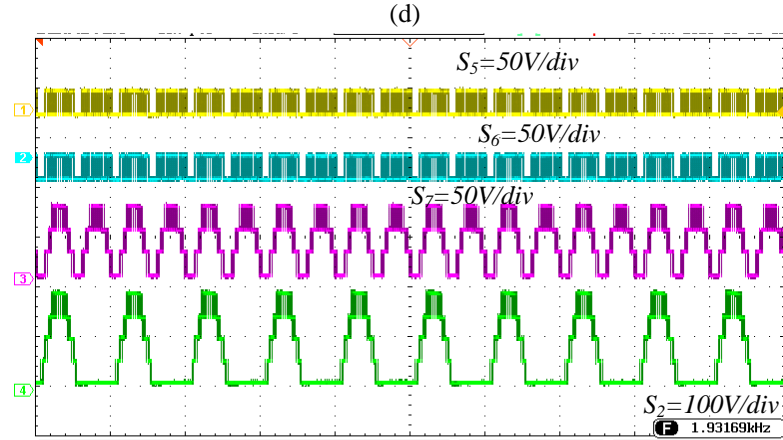 (d)
S5=50V/div
1
S6=50V/div
2
S7=50V/div
3
4
S2=100V/div
F 1.93169kHz